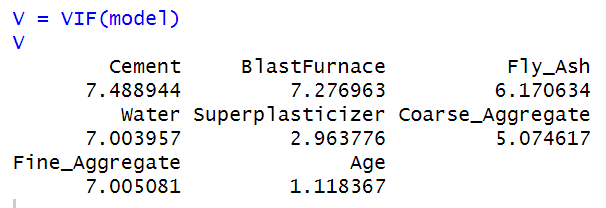 V = VIF(model)
V
Cement BlastFurnace Fly_Ash
7.488944 7.276963 6.170634
Water Superplasticizer Coarse_Aggregate
7.003957 2.963776 5.074617
Fine_Aggregate Age
7.005081 1.118367